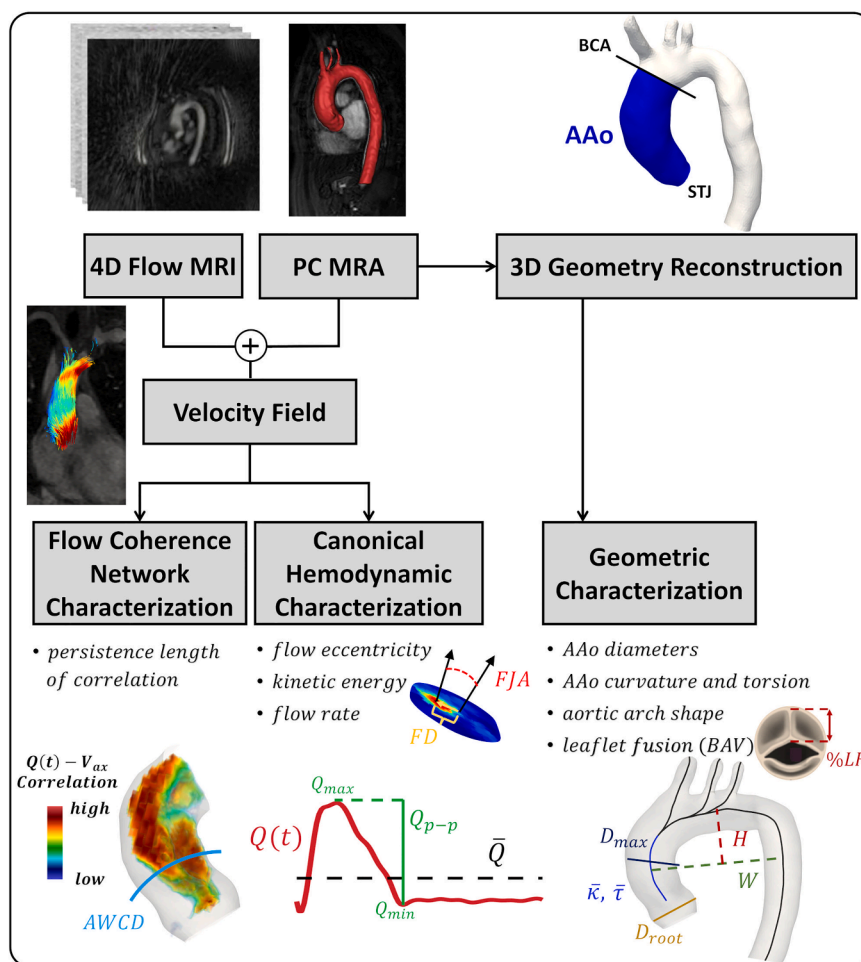 BCA
AAo
STJ
4D Flow MRI
PC MRA
3D Geometry Reconstruction
+
Velocity Field
Flow Coherence
Network
Characterization
Canonical
Hemodynamic
Characterization
Geometric
Characterization
• persistence length
of correlation
• flow eccentricity
• kinetic energy
• flow rate
FJA
FD
• AAo diameters
• AAo curvature and torsion
• aortic arch shape
• leaflet fusion (BAV)
Q(t) − V_ax
Correlation
high
low
AWCD
Q_max
Q(t)
Q_p−p
Q̄
Q_min
D_max
H
W
κ̄, τ̄
D_root